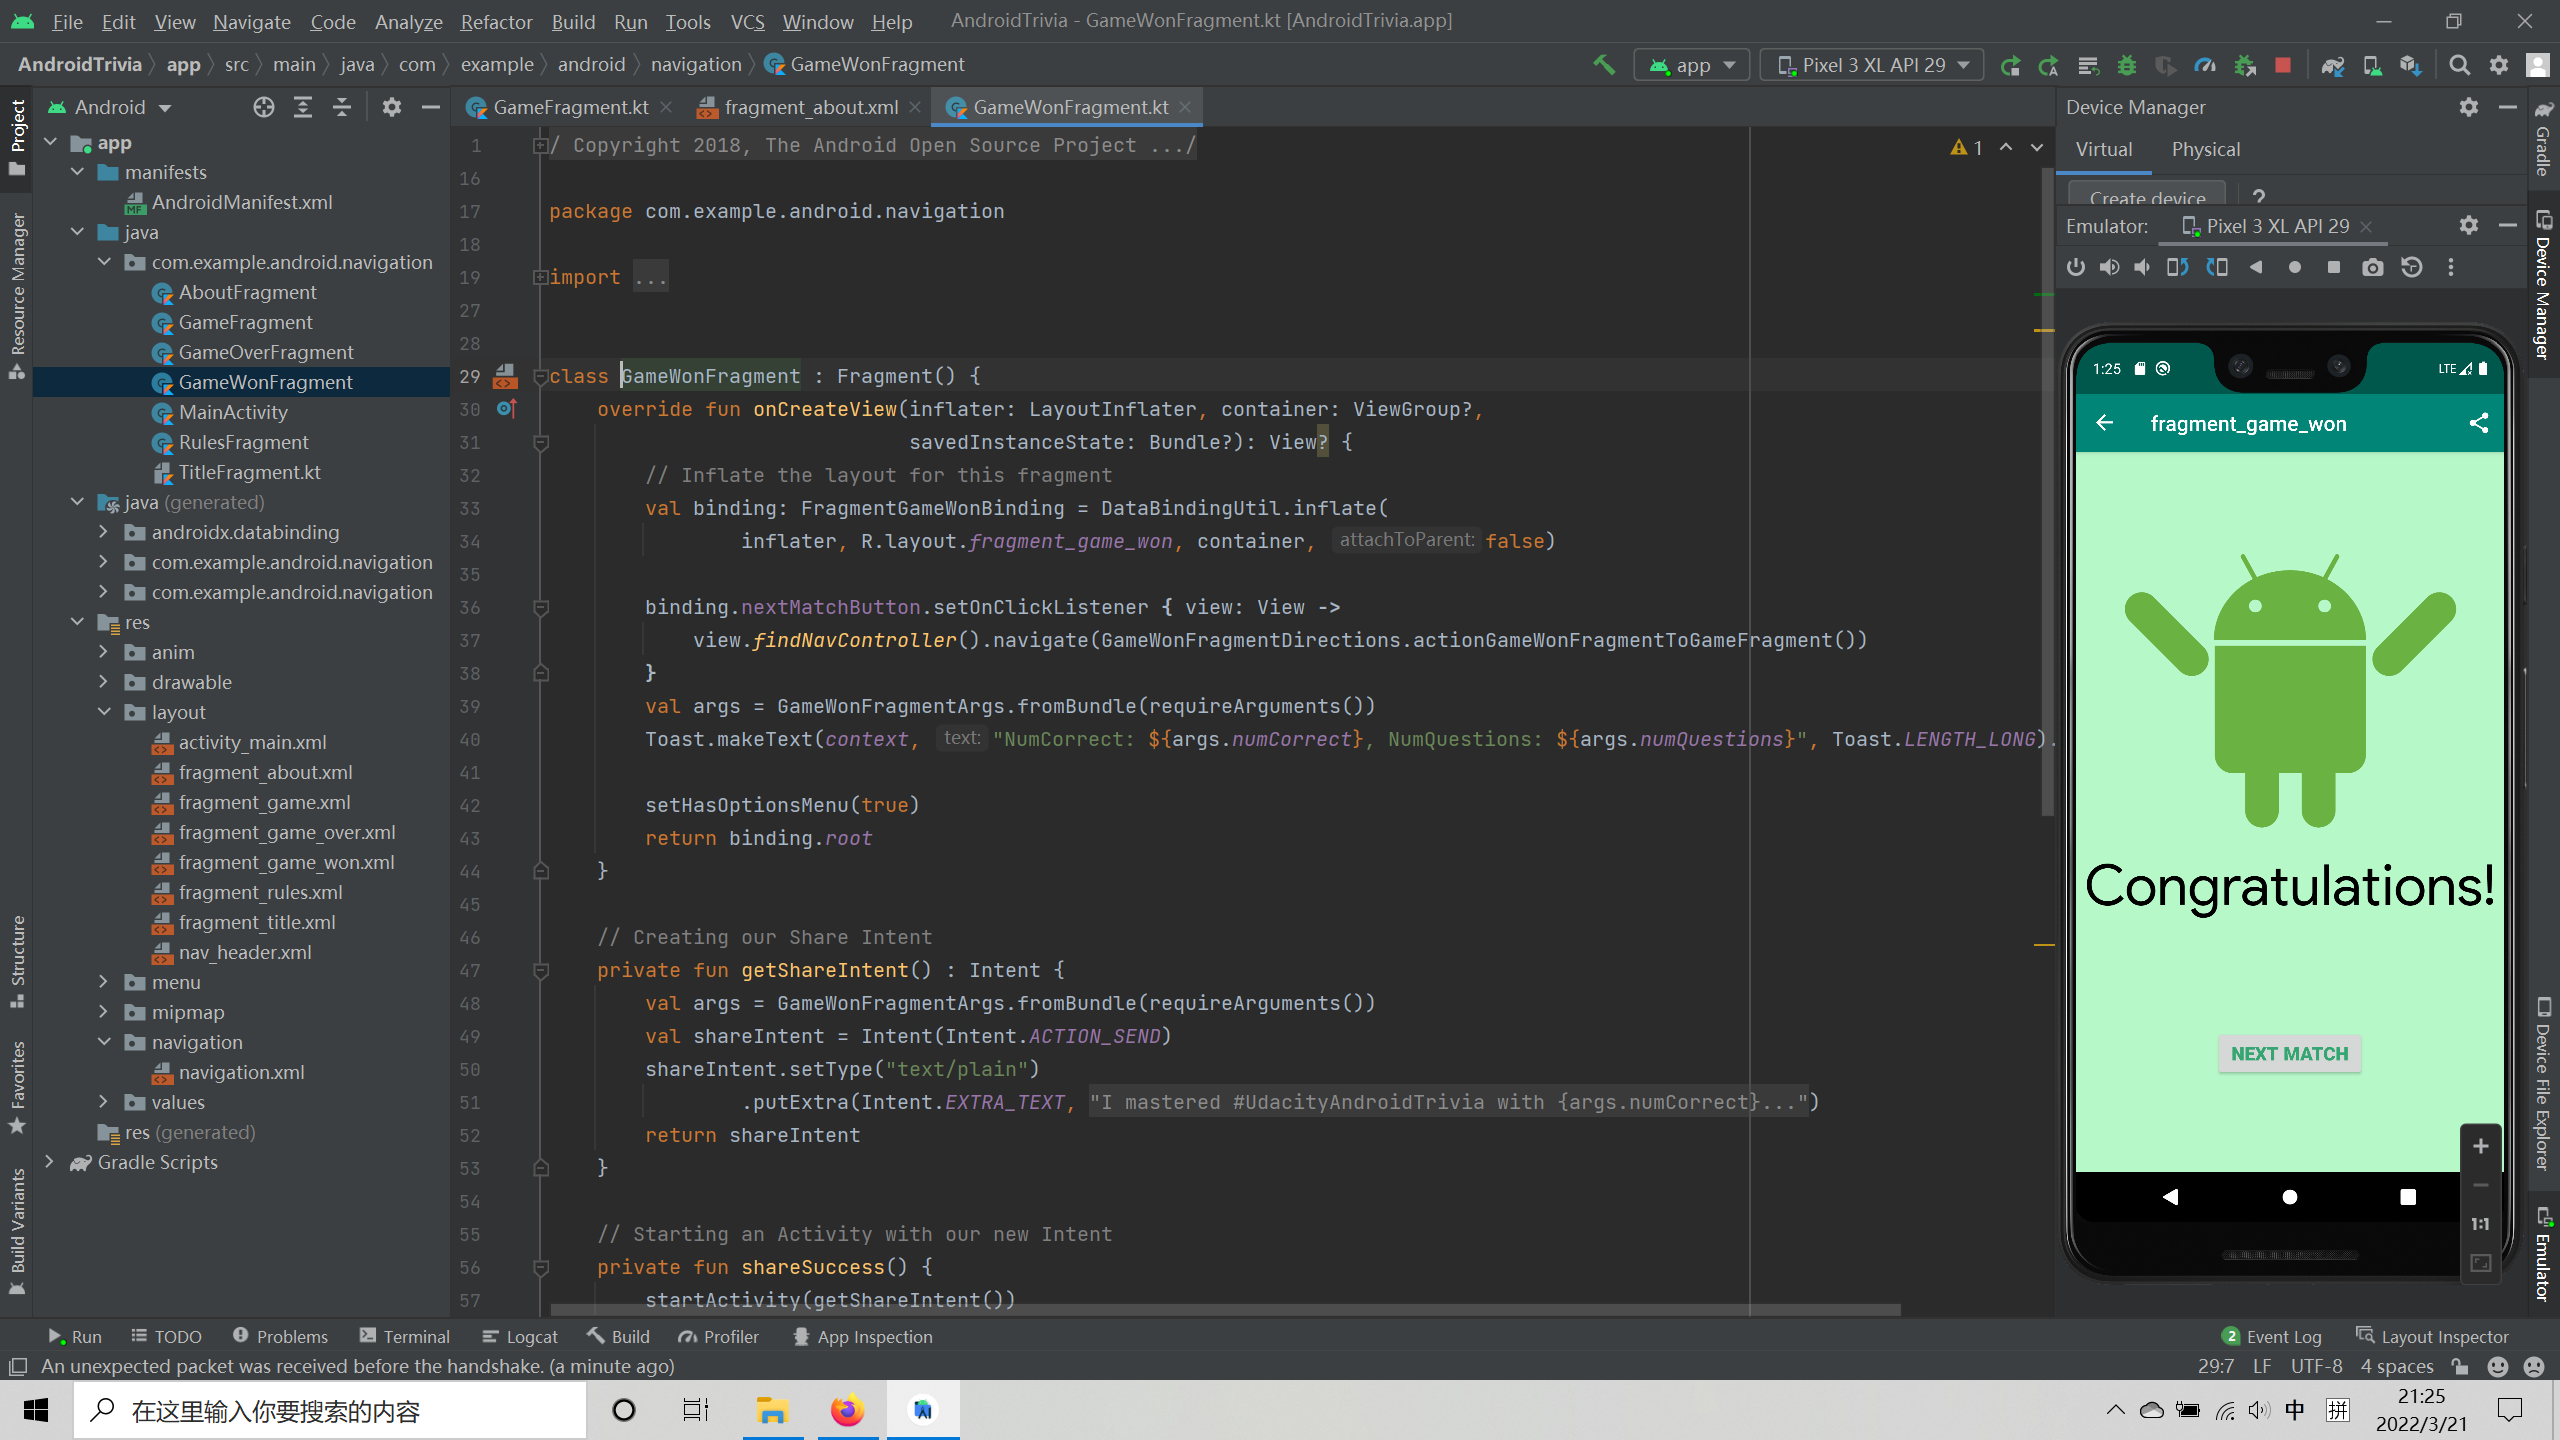 File Edit View Navigate Code Analyze Refactor Build Run Tools VCS Window Help AndroidTrivia - GameWonFragment.kt [AndroidTrivia.app]
AndroidTrivia app src main java com example android navigation GameWonFragment app Pixel 3 XL API 29
Project
Resource Manager
Structure
Favorites
Build Variants
Android
app
manifests
AndroidManifest.xml
java
com.example.android.navigation
AboutFragment
GameFragment
GameOverFragment
GameWonFragment
MainActivity
RulesFragment
TitleFragment.kt
java (generated)
androidx.databinding
com.example.android.navigation
com.example.android.navigation
res
anim
drawable
layout
activity_main.xml
fragment_about.xml
fragment_game.xml
fragment_game_over.xml
fragment_game_won.xml
fragment_rules.xml
fragment_title.xml
nav_header.xml
menu
mipmap
navigation
navigation.xml
values
res (generated)
Gradle Scripts
GameFragment.kt fragment_about.xml GameWonFragment.kt
1 / Copyright 2018, The Android Open Source Project .../ 1
16
17 package com.example.android.navigation
18
19 import ...
27
28
29 class GameWonFragment : Fragment() {
30 override fun onCreateView(inflater: LayoutInflater, container: ViewGroup?,
31 savedInstanceState: Bundle?): View? {
32 // Inflate the layout for this fragment
33 val binding: FragmentGameWonBinding = DataBindingUtil.inflate(
34 inflater, R.layout.fragment_game_won, container, attachToParent: false)
35
36 binding.nextMatchButton.setOnClickListener { view: View ->
37 view.findNavController().navigate(GameWonFragmentDirections.actionGameWonFragmentToGameFragment())
38 }
39 val args = GameWonFragmentArgs.fromBundle(requireArguments())
40 Toast.makeText(context, text: "NumCorrect: ${args.numCorrect}, NumQuestions: ${args.numQuestions}", Toast.LENGTH_LONG).
41
42 setHasOptionsMenu(true)
43 return binding.root
44 }
45
46 // Creating our Share Intent
47 private fun getShareIntent() : Intent {
48 val args = GameWonFragmentArgs.fromBundle(requireArguments())
49 val shareIntent = Intent(Intent.ACTION_SEND)
50 shareIntent.setType("text/plain")
51 .putExtra(Intent.EXTRA_TEXT, "I mastered #UdacityAndroidTrivia with {args.numCorrect}...")
52 return shareIntent
53 }
54
55 // Starting an Activity with our new Intent
56 private fun shareSuccess() {
57 startActivity(getShareIntent())
Device Manager
Virtual Physical
Create device ?
Emulator: Pixel 3 XL API 29
1:25 LTE
fragment_game_won
Congratulations!
NEXT MATCH
1:1
Gradle
Device Manager
Device File Explorer
Emulator
Run TODO Problems Terminal Logcat Build Profiler App Inspection 2 Event Log Layout Inspector
An unexpected packet was received before the handshake. (a minute ago) 29:7 LF UTF-8 4 spaces
在这里输入你要搜索的内容
中 拼
21:25
2022/3/21